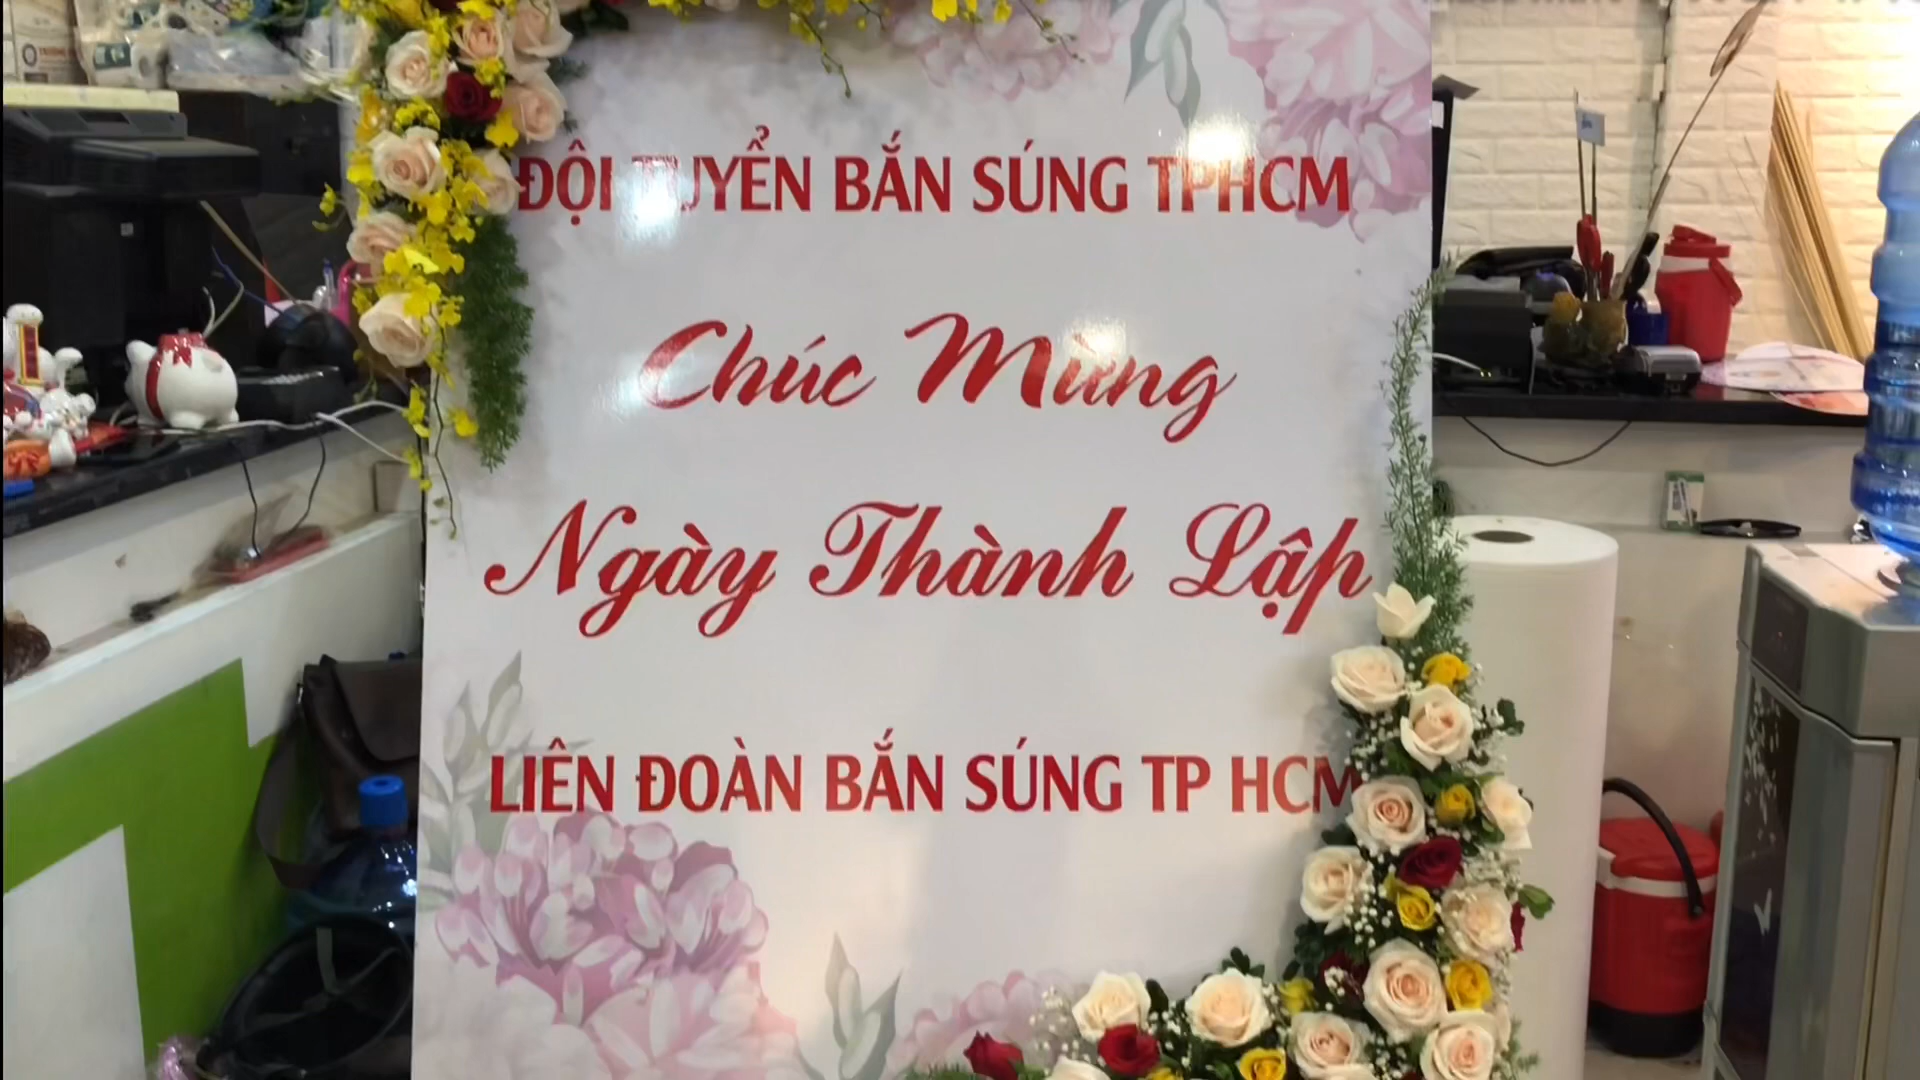 ĐỘI TUYỂN BẮN SÚNG TPHCM
Chúc Mừng
Ngày Thành Lập
LIÊN ĐOÀN BẮN SÚNG TP HCM